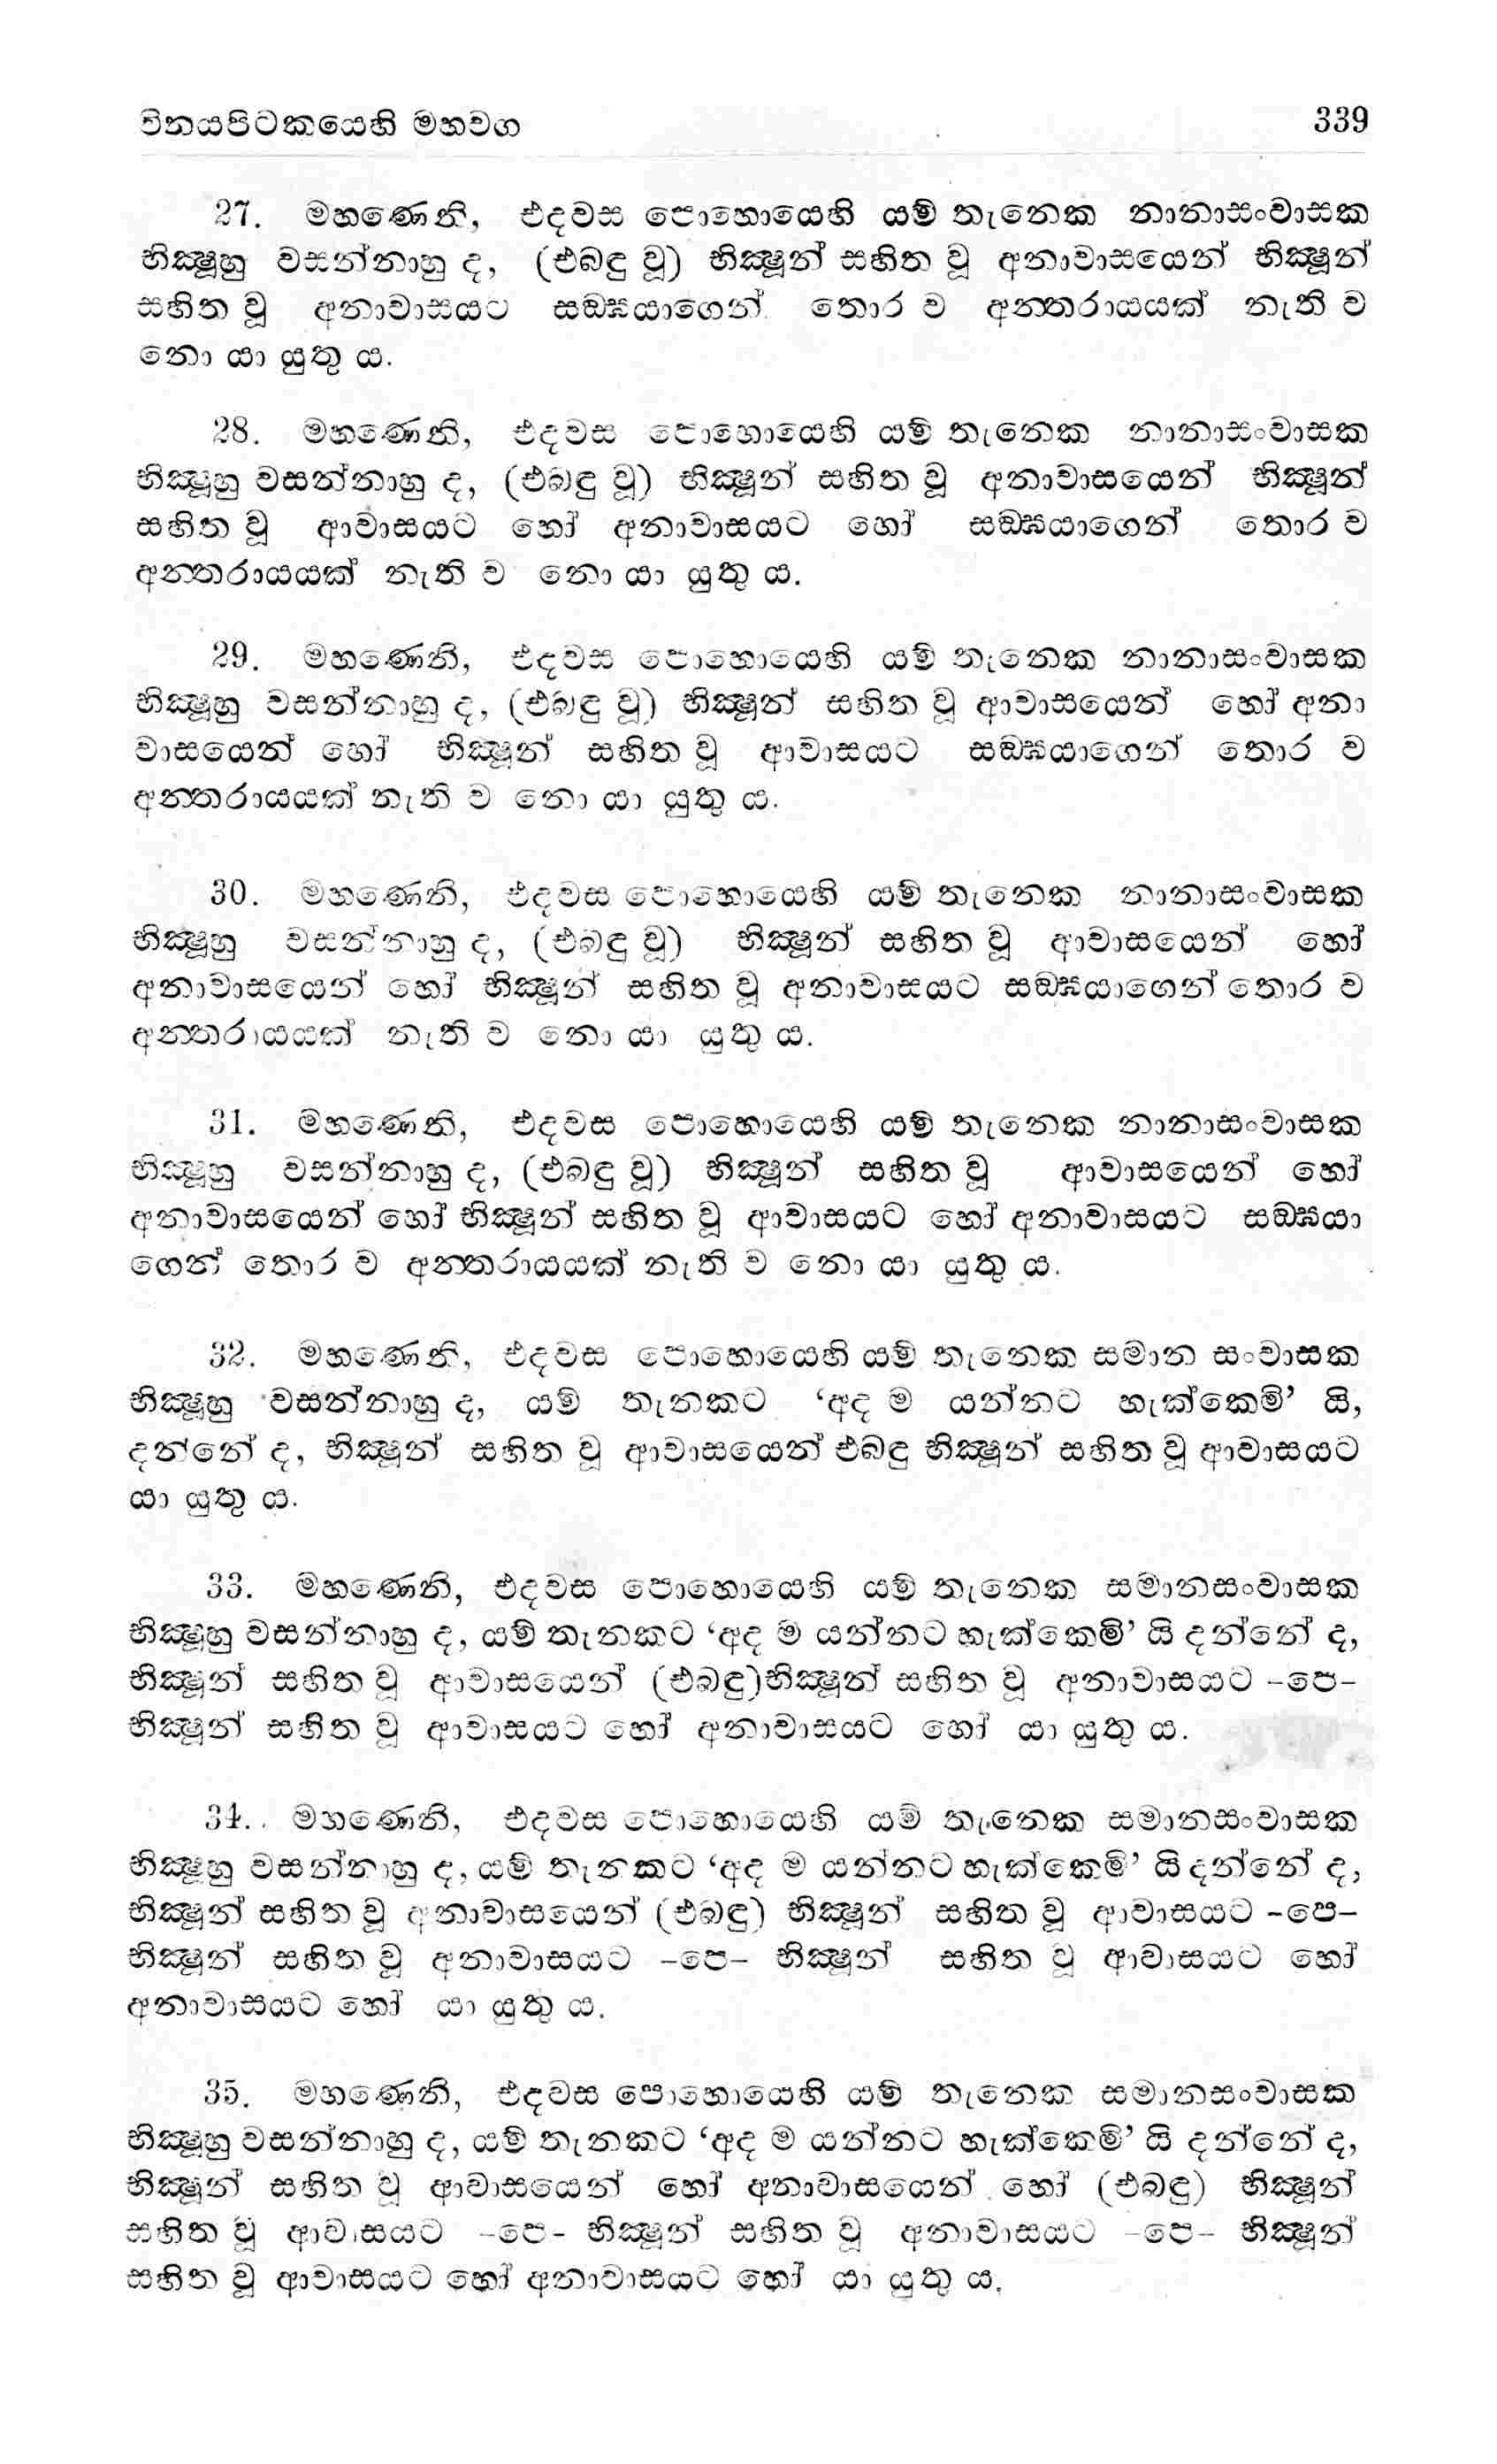 විනයපිටකයෙහි මහවග 339
27. මහණෙනි, එදවස පොහොයෙහි යම් තැනෙක නානාසංවාසක
භික්‍ෂූහු වසන්නාහු ද, (එබඳු වූ) භික්‍ෂූන් සහිත වූ අනාවාසයෙන් භික්‍ෂූන්
සහිත වූ අනාවාසයට සඞ්ඝයාගෙන් තොර ව අන්තරායයක් නැති ව
නො යා යුතු ය.
28. මහණෙනි, එදවස පොහොයෙහි යම් තැනෙක නානාසංවාසක
භික්‍ෂූහු වසන්නාහු ද, (එබඳු වූ) භික්‍ෂූන් සහිත වූ අනාවාසයෙන් භික්‍ෂූන්
සහිත වූ ආවාසයට හෝ අනාවාසයට හෝ සඞ්ඝයාගෙන් තොර ව
අන්තරායයක් නැති ව නො යා යුතු ය.
29. මහණෙනි, එදවස පොහොයෙහි යම් තැනෙක නානාසංවාසක
භික්‍ෂූහු වසන්නාහු ද, (එබඳු වූ) භික්‍ෂූන් සහිත වූ ආවාසයෙන් හෝ අනා
වාසයෙන් හෝ භික්‍ෂූන් සහිත වූ ආවාසයට සඞ්ඝයාගෙන් තොර ව
අන්තරායයක් නැති ව නො යා යුතු ය.
30. මහණෙනි, එදවස පොහොයෙහි යම් තැනෙක නානාසංවාසක
භික්‍ෂූහු වසන්නාහු ද, (එබඳු වූ) භික්‍ෂූන් සහිත වූ ආවාසයෙන් හෝ
අනාවාසයෙන් හෝ භික්‍ෂූන් සහිත වූ අනාවාසයට සඞ්ඝයාගෙන් තොර ව
අන්තරායයක් නැති ව නො යා යුතු ය.
31. මහණෙනි, එදවස පොහොයෙහි යම් තැනෙක නානාසංවාසක
භික්‍ෂූහු වසන්නාහු ද, (එබඳු වූ) භික්‍ෂූන් සහිත වූ ආවාසයෙන් හෝ
අනාවාසයෙන් හෝ භික්‍ෂූන් සහිත වූ ආවාසයට හෝ අනාවාසයට සඞ්ඝයා
ගෙන් තොර ව අන්තරායයක් නැති ව නො යා යුතු ය.
32. මහණෙනි, එදවස පොහොයෙහි යම් තැනෙක සමාන සංවාසක
භික්‍ෂූහු වසන්නාහු ද, යම් තැනකට ‘අද ම යන්නට හැක්කෙමි’ යි,
දන්නේ ද, භික්‍ෂූන් සහිත වූ ආවාසයෙන් එබඳු භික්‍ෂූන් සහිත වූ ආවාසයට
යා යුතු ය.
33. මහණෙනි, එදවස පොහොයෙහි යම් තැනෙක සමානසංවාසක
භික්‍ෂූහු වසන්නාහු ද, යම් තැනකට ‘අද ම යන්නට හැක්කෙමි’ යි දන්නේ ද,
භික්‍ෂූන් සහිත වූ ආවාසයෙන් (එබඳු)භික්‍ෂූන් සහිත වූ අනාවාසයට -පෙ-
භික්‍ෂූන් සහිත වූ ආවාසයට හෝ අනාවාසයට හෝ යා යුතු ය.
34. මහණෙනි, එදවස පොහොයෙහි යම් තැනෙක සමානසංවාසක
භික්‍ෂූහු වසන්නාහු ද, යම් තැනකට ‘අද ම යන්නට හැක්කෙමි’ යි දන්නේ ද,
භික්‍ෂූන් සහිත වූ අනාවාසයෙන් (එබඳු) භික්‍ෂූන් සහිත වූ ආවාසයට -පෙ-
භික්‍ෂූන් සහිත වූ අනාවාසයට -පෙ- භික්‍ෂූන් සහිත වූ ආවාසයට හෝ
අනාවාසයට හෝ යා යුතු ය.
35. මහණෙනි, එදවස පොහොයෙහි යම් තැනෙක සමානසංවාසක
භික්‍ෂූහු වසන්නාහු ද, යම් තැනකට ‘අද ම යන්නට හැක්කෙමි’ යි දන්නේ ද,
භික්‍ෂූන් සහිත වූ ආවාසයෙන් හෝ අනාවාසයෙන් හෝ (එබඳු) භික්‍ෂූන්
සහිත වූ ආවාසයට -පෙ- භික්‍ෂූන් සහිත වූ අනාවාසයට -පෙ- භික්‍ෂූන්
සහිත වූ ආවාසයට හෝ අනාවාසයට හෝ යා යුතු ය.